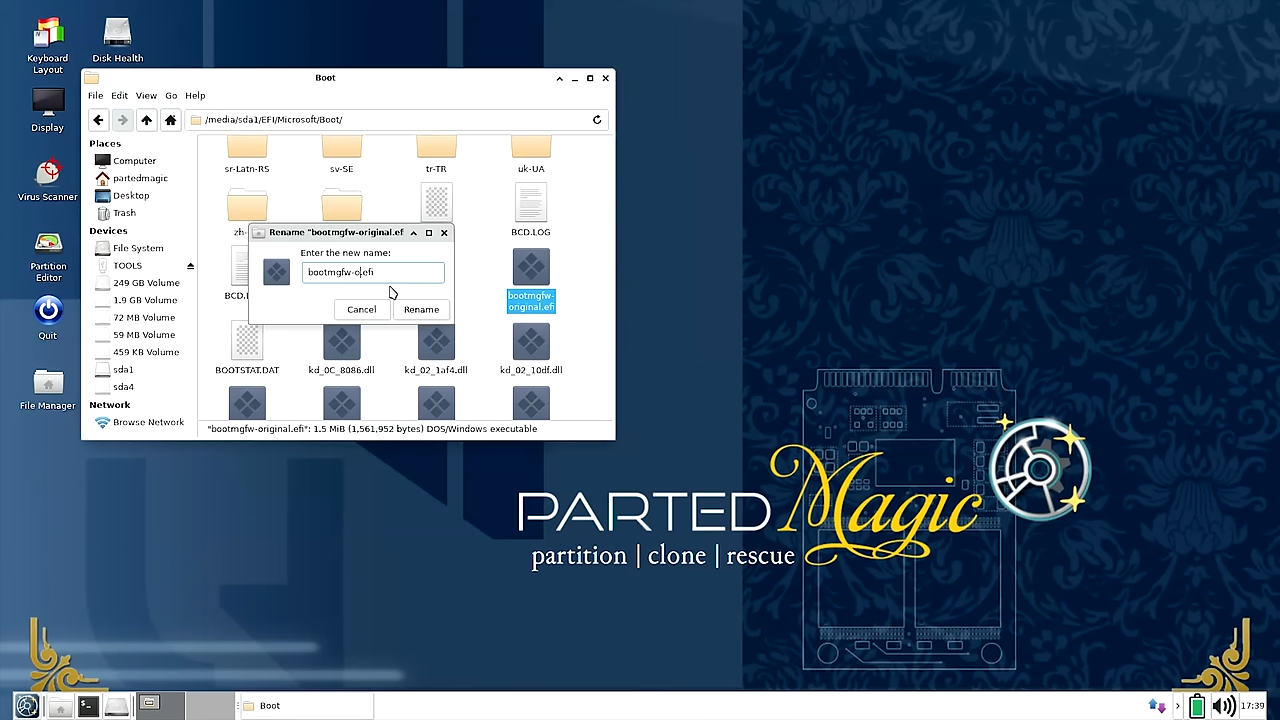 Keyboard
Layout
Disk Health
Display
Virus Scanner
Partition
Editor
Quit
File Manager
Boot
File Edit View Go Help
/media/sda1/EFI/Microsoft/Boot/
Places
Computer
partedmagic
Desktop
Trash
Devices
File System
TOOLS
249 GB Volume
1.9 GB Volume
72 MB Volume
59 MB Volume
459 KB Volume
sda1
sda4
Network
Browse Network
sr-Latn-RS sv-SE tr-TR uk-UA
BCD.LOG
Rename "bootmgfw-original.ef
Enter the new name:
Cancel Rename
bootmgfw-
original.efi
BOOTSTAT.DAT kd_0C_8086.dll kd_02_1af4.dll kd_02_10df.dll
"bootmgfw-original.efi": 1.5 MiB (1,561,952 bytes) DOS/Windows executable
PARTED Magic
partition | clone | rescue
Boot
17:39